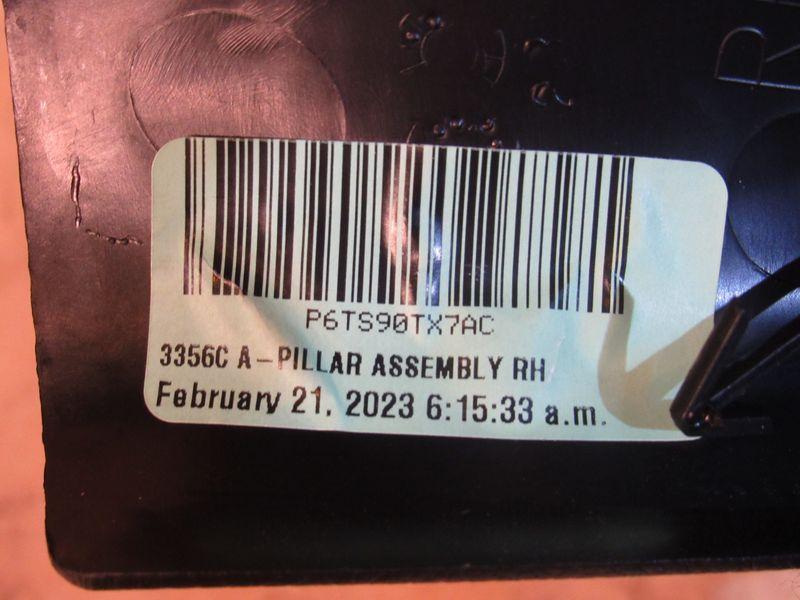 P6TS90TX7AC
3356C A-PILLAR ASSEMBLY RH
February 21, 2023 6:15:33 a.m.